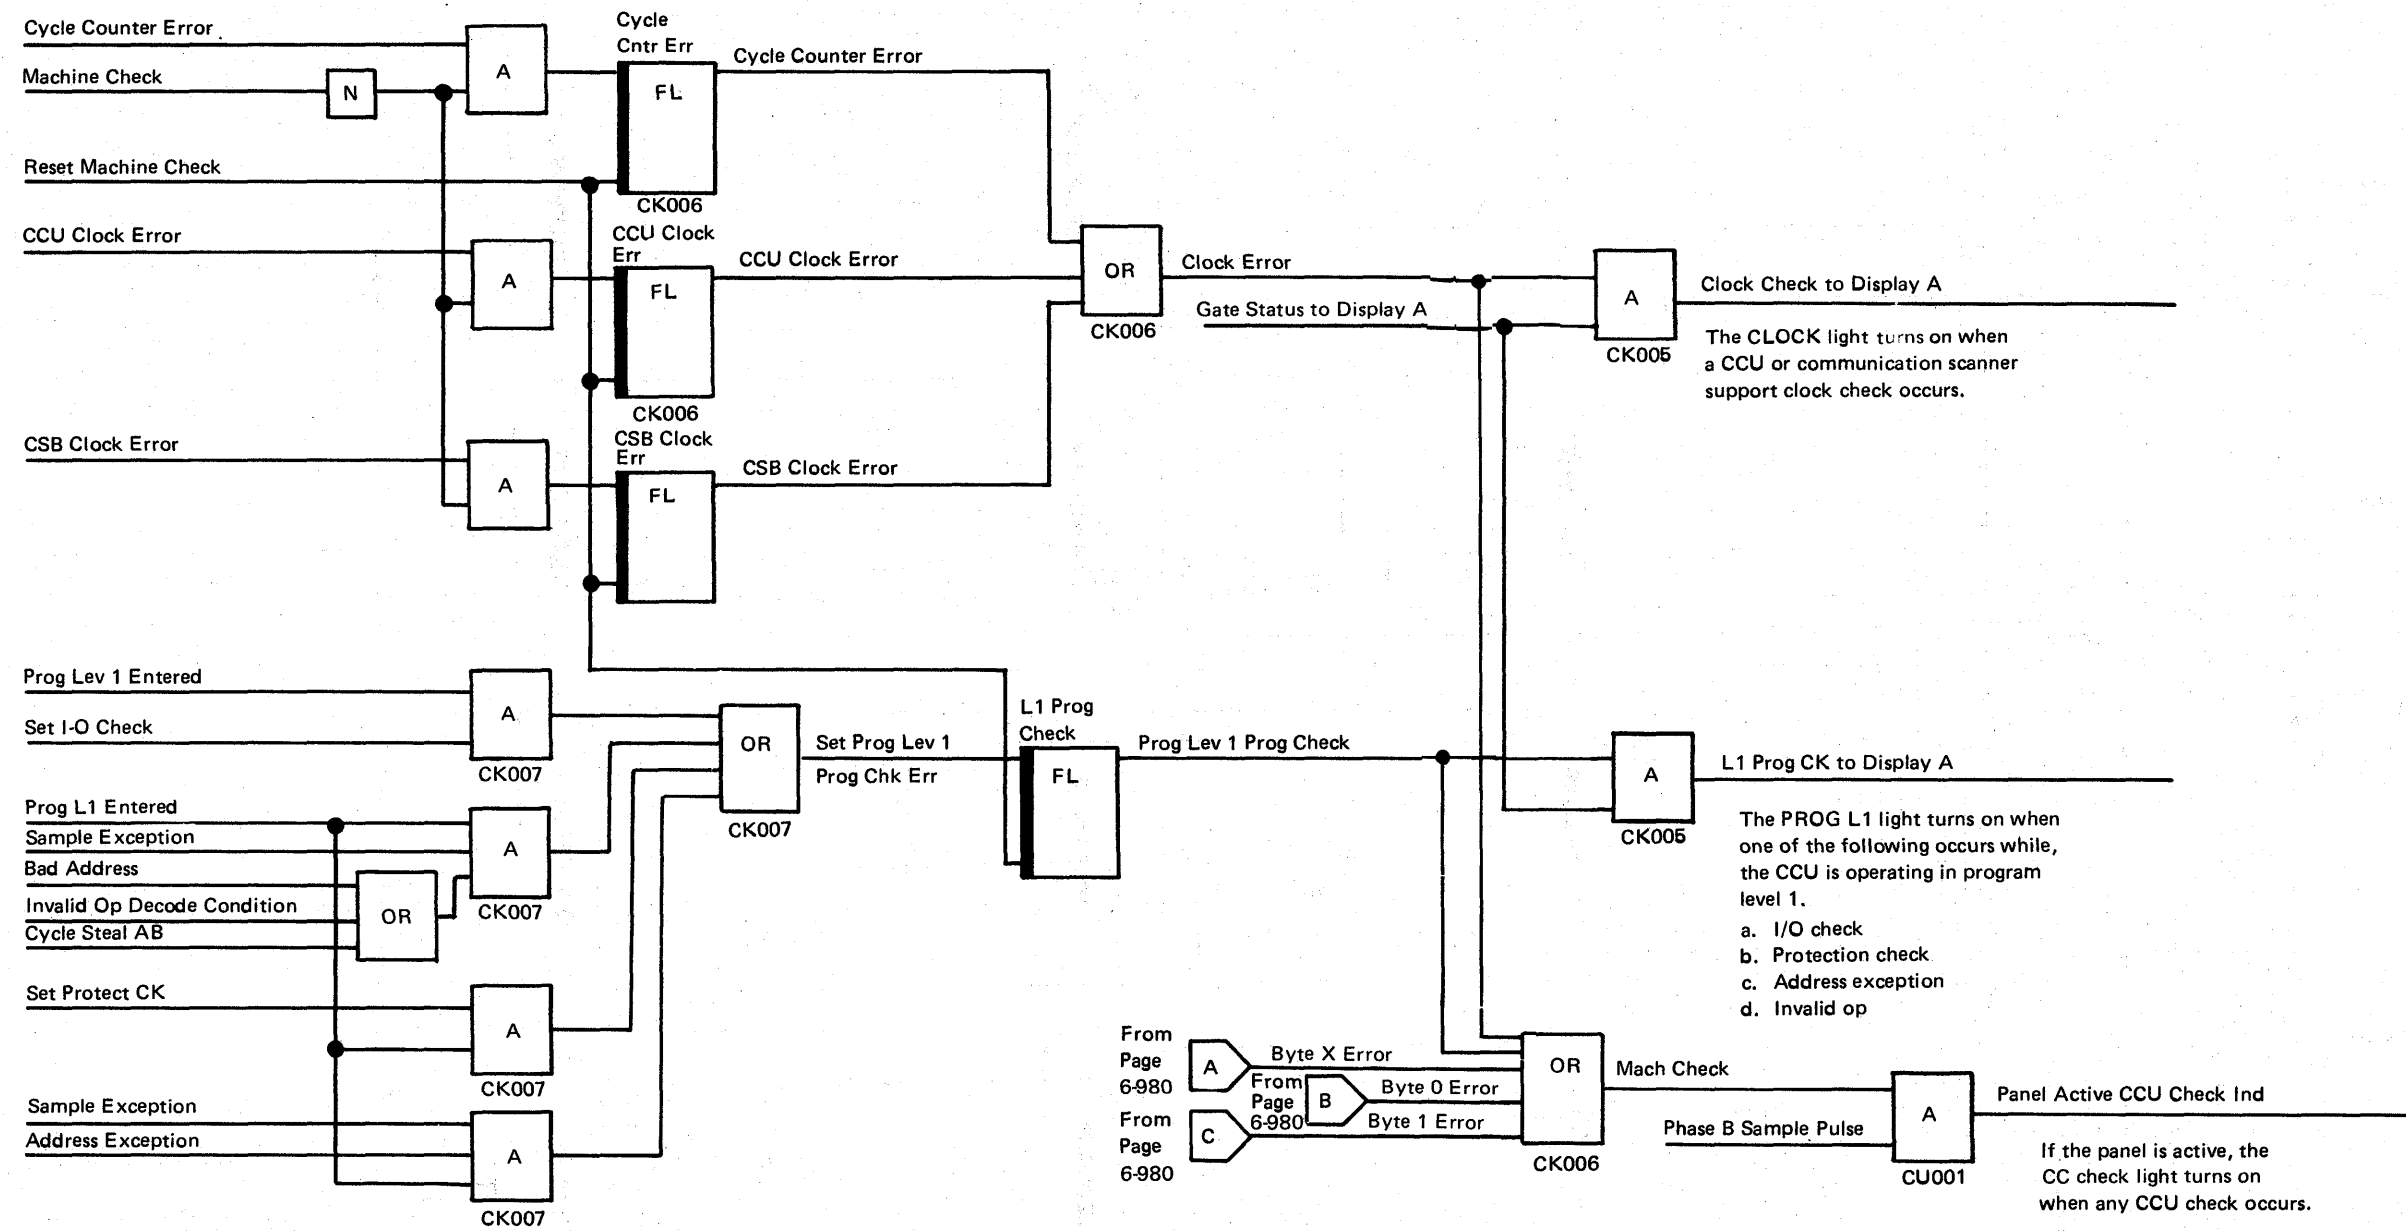 Cycle Counter Error
Machine Check
N
A
Cycle
Cntr Err
FL
CK006
Cycle Counter Error
Reset Machine Check
CCU Clock Error
A
CCU Clock
Err
FL
CK006
CCU Clock Error
OR
CK006
Clock Error
Gate Status to Display A
A
CK005
Clock Check to Display A
The CLOCK light turns on when
a CCU or communication scanner
support clock check occurs.
CSB Clock Error
A
CSB Clock
Err
FL
CSB Clock Error
Prog Lev 1 Entered
Set I-O Check
A
CK007
OR
CK007
Set Prog Lev 1
Prog Chk Err
L1 Prog
Check
FL
Prog Lev 1 Prog Check
A
CK005
L1 Prog CK to Display A
The PROG L1 light turns on when
one of the following occurs while,
the CCU is operating in program
level 1.
a. I/O check
b. Protection check
c. Address exception
d. Invalid op
Prog L1 Entered
Sample Exception
Bad Address
Invalid Op Decode Condition
Cycle Steal AB
OR
A
CK007
Set Protect CK
A
CK007
Sample Exception
Address Exception
A
CK007
From
Page
6-980
A
Byte X Error
From
Page
6-980
B
Byte 0 Error
From
Page
6-980
C
Byte 1 Error
OR
CK006
Mach Check
Phase B Sample Pulse
A
CU001
Panel Active CCU Check Ind
If the panel is active, the
CC check light turns on
when any CCU check occurs.